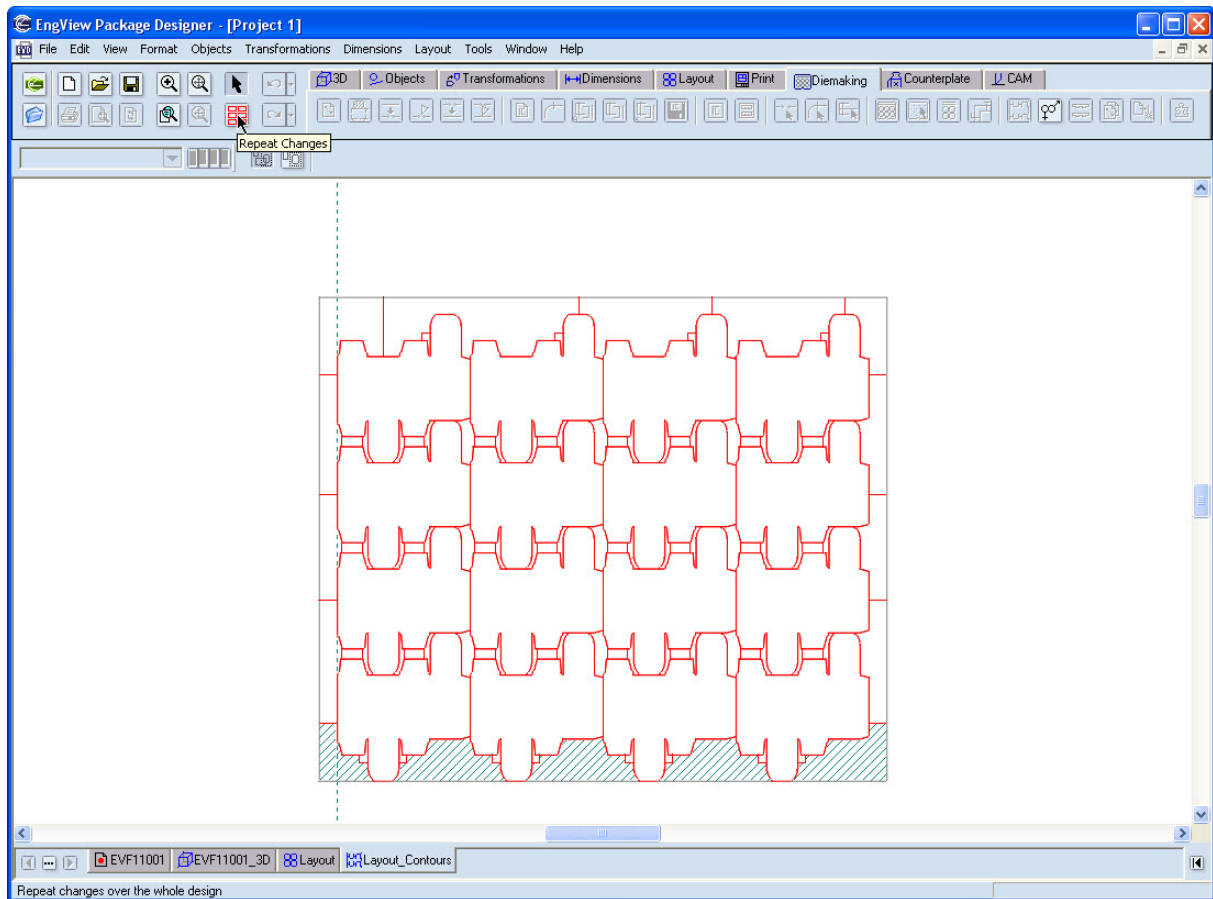 EngView Package Designer - [Project 1]
File Edit View Format Objects Transformations Dimensions Layout Tools Window Help
3D Objects Transformations Dimensions Layout Print Diemaking Counterplate CAM
Repeat Changes
EVF11001 EVF11001_3D Layout Layout_Contours
Repeat changes over the whole design